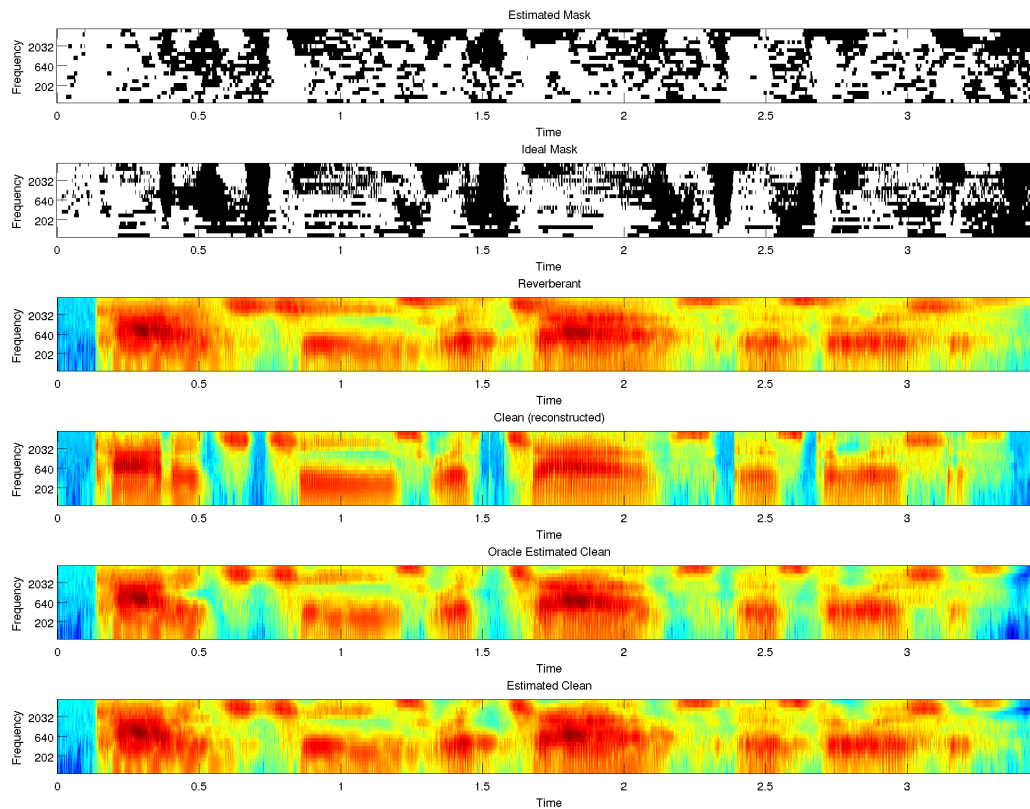 Estimated Mask
Frequency
2032
640
202
0 0.5 1 1.5 2 2.5 3
Time
Ideal Mask
Frequency
2032
640
202
0 0.5 1 1.5 2 2.5 3
Time
Reverberant
Frequency
2032
640
202
0 0.5 1 1.5 2 2.5 3
Time
Clean (reconstructed)
Frequency
2032
640
202
0 0.5 1 1.5 2 2.5 3
Time
Oracle Estimated Clean
Frequency
2032
640
202
0 0.5 1 1.5 2 2.5 3
Time
Estimated Clean
Frequency
2032
640
202
0 0.5 1 1.5 2 2.5 3
Time